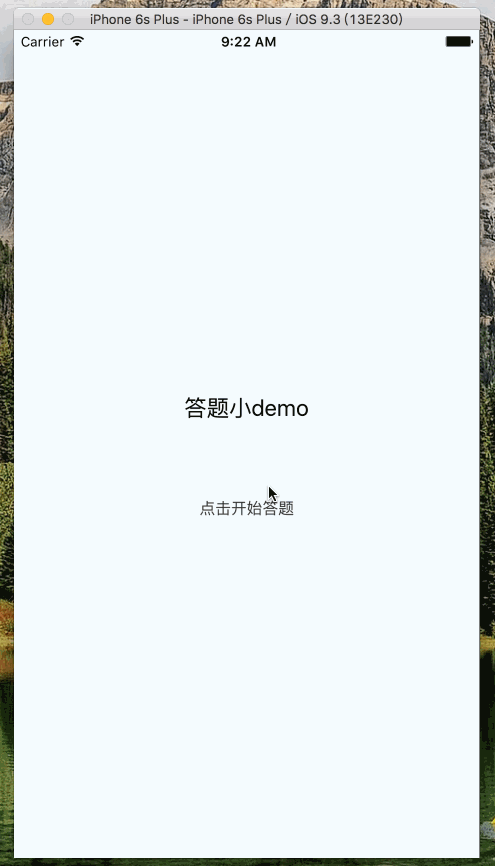 iPhone 6s Plus - iPhone 6s Plus / iOS 9.3 (13E230)
Carrier 9:22 AM
答题小demo
点击开始答题